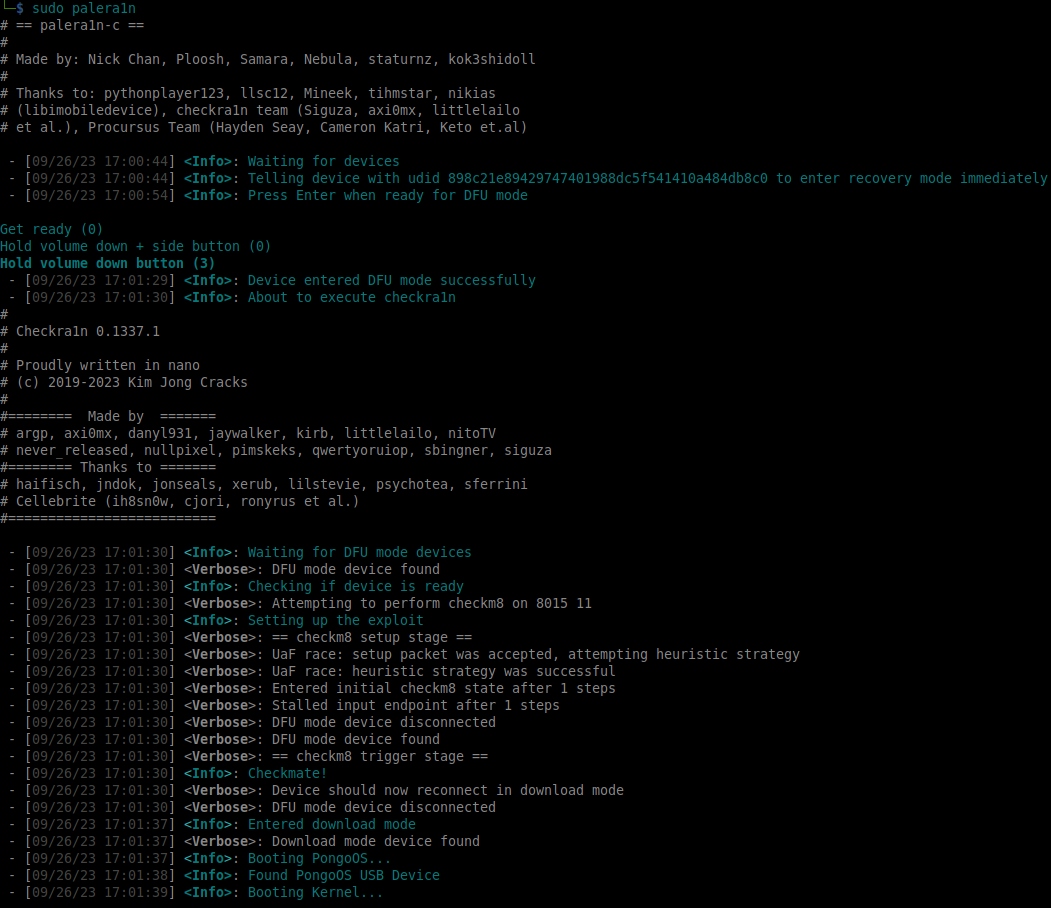 └─$ sudo palera1n
# == palera1n-c ==
#
# Made by: Nick Chan, Ploosh, Samara, Nebula, staturnz, kok3shidoll
#
# Thanks to: pythonplayer123, llsc12, Mineek, tihmstar, nikias
# (libimobiledevice), checkra1n team (Siguza, axi0mx, littlelailo
# et al.), Procursus Team (Hayden Seay, Cameron Katri, Keto et.al)

 - [09/26/23 17:00:44] <Info>: Waiting for devices
 - [09/26/23 17:00:44] <Info>: Telling device with udid 898c21e89429747401988dc5f541410a484db8c0 to enter recovery mode immediately
 - [09/26/23 17:00:54] <Info>: Press Enter when ready for DFU mode

Get ready (0)
Hold volume down + side button (0)
Hold volume down button (3)
 - [09/26/23 17:01:29] <Info>: Device entered DFU mode successfully
 - [09/26/23 17:01:30] <Info>: About to execute checkra1n
#
# Checkra1n 0.1337.1
#
# Proudly written in nano
# (c) 2019-2023 Kim Jong Cracks
#
#========  Made by  =======
# argp, axi0mx, danyl931, jaywalker, kirb, littlelailo, nitoTV
# never_released, nullpixel, pimskeks, qwertyoruiop, sbingner, siguza
#======== Thanks to =======
# haifisch, jndok, jonseals, xerub, lilstevie, psychotea, sferrini
# Cellebrite (ih8sn0w, cjori, ronyrus et al.)
#==========================

 - [09/26/23 17:01:30] <Info>: Waiting for DFU mode devices
 - [09/26/23 17:01:30] <Verbose>: DFU mode device found
 - [09/26/23 17:01:30] <Info>: Checking if device is ready
 - [09/26/23 17:01:30] <Verbose>: Attempting to perform checkm8 on 8015 11
 - [09/26/23 17:01:30] <Info>: Setting up the exploit
 - [09/26/23 17:01:30] <Verbose>: == checkm8 setup stage ==
 - [09/26/23 17:01:30] <Verbose>: UaF race: setup packet was accepted, attempting heuristic strategy
 - [09/26/23 17:01:30] <Verbose>: UaF race: heuristic strategy was successful
 - [09/26/23 17:01:30] <Verbose>: Entered initial checkm8 state after 1 steps
 - [09/26/23 17:01:30] <Verbose>: Stalled input endpoint after 1 steps
 - [09/26/23 17:01:30] <Verbose>: DFU mode device disconnected
 - [09/26/23 17:01:30] <Verbose>: DFU mode device found
 - [09/26/23 17:01:30] <Verbose>: == checkm8 trigger stage ==
 - [09/26/23 17:01:30] <Info>: Checkmate!
 - [09/26/23 17:01:30] <Verbose>: Device should now reconnect in download mode
 - [09/26/23 17:01:30] <Verbose>: DFU mode device disconnected
 - [09/26/23 17:01:37] <Info>: Entered download mode
 - [09/26/23 17:01:37] <Verbose>: Download mode device found
 - [09/26/23 17:01:37] <Info>: Booting PongoOS...
 - [09/26/23 17:01:38] <Info>: Found PongoOS USB Device
 - [09/26/23 17:01:39] <Info>: Booting Kernel...